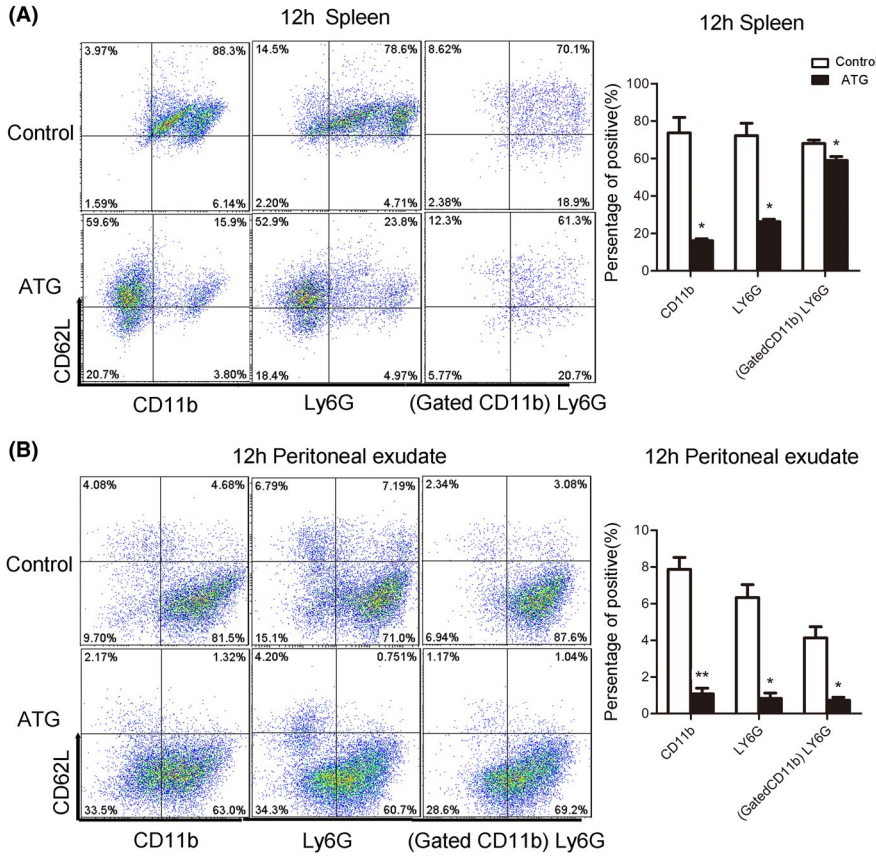 (A)
12h Spleen
3.97% 88.3% 14.5% 78.6% 8.62% 70.1%
Control
1.59% 6.14% 2.20% 4.71% 2.38% 18.9%
59.6% 15.9% 52.9% 23.8% 12.3% 61.3%
ATG
20.7% 3.80% 18.4% 4.97% 5.77% 20.7%
CD62L
CD11b Ly6G (Gated CD11b) Ly6G
12h Spleen
Control
ATG
Persentage of positive(%)
100
80
60
40
20
0
* * *
CD11b
LY6G
(GatedCD11b) LY6G
(B)
12h Peritoneal exudate
4.08% 4.68% 6.79% 7.19% 2.34% 3.08%
Control
9.70% 81.5% 15.1% 71.0% 6.94% 87.6%
2.17% 1.32% 4.20% 0.751% 1.17% 1.04%
ATG
33.5% 63.0% 34.3% 60.7% 28.6% 69.2%
CD62L
CD11b Ly6G (Gated CD11b) Ly6G
12h Peritoneal exudate
Persentage of positive(%)
10
8
6
4
2
0
** * *
CD11b
LY6G
(GatedCD11b) LY6G